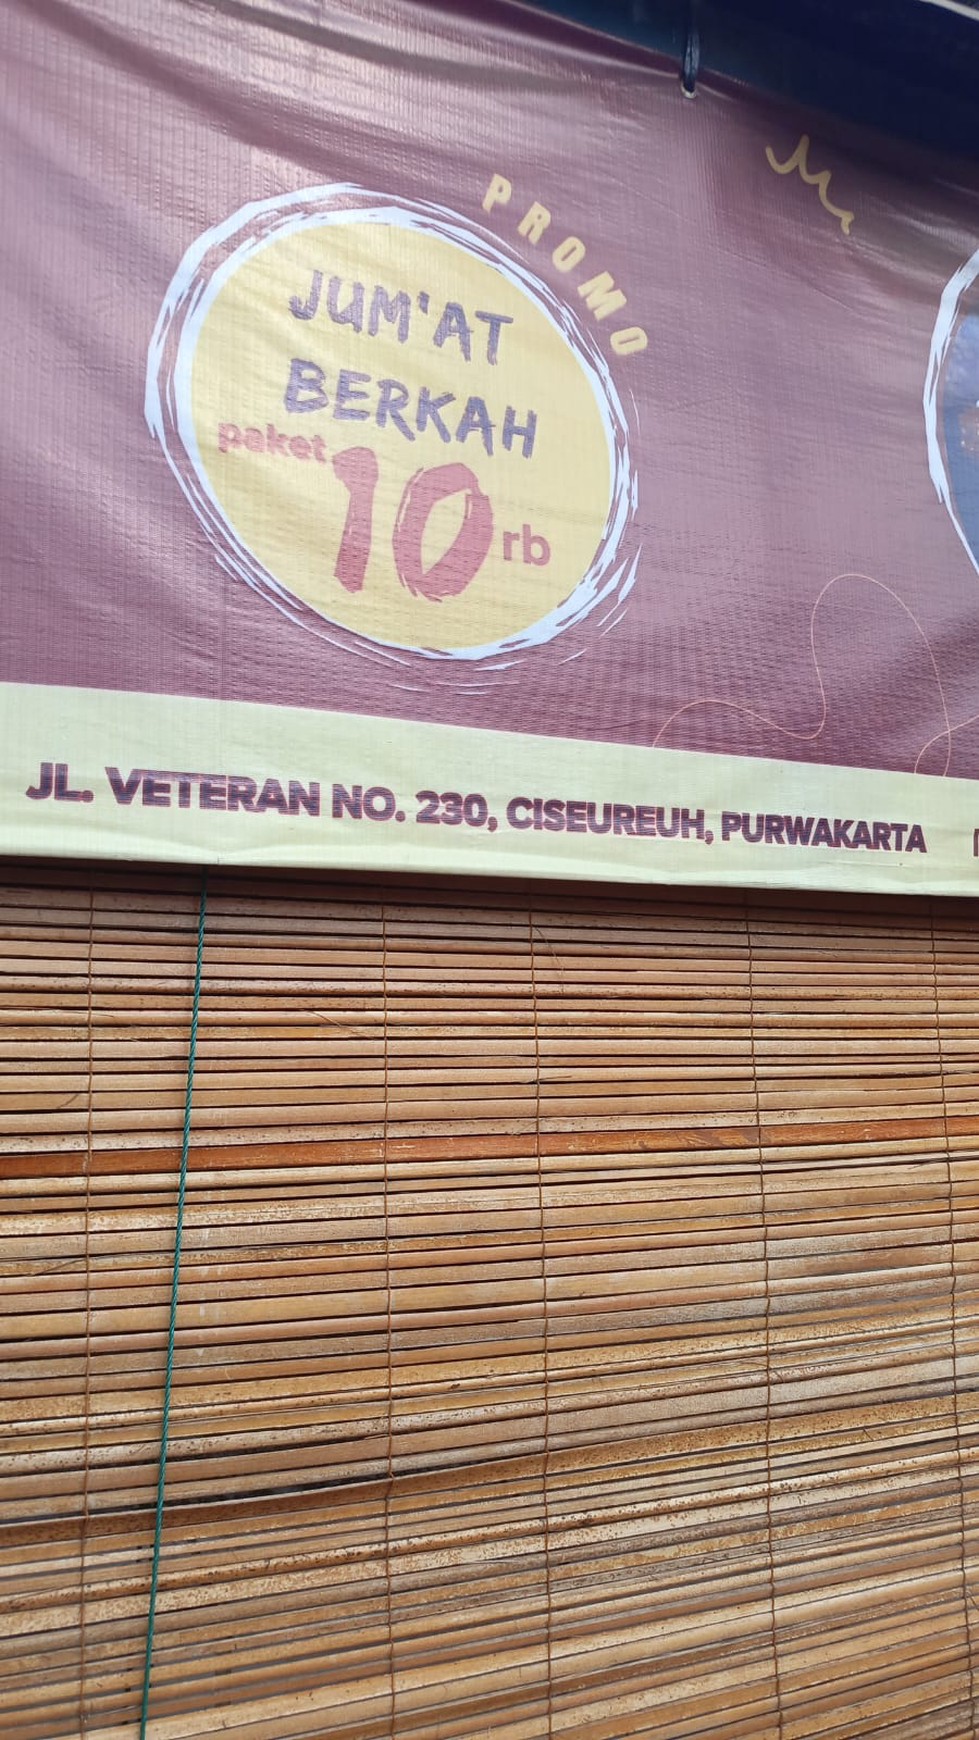 PROMO
JUM'AT
BERKAH
paket
10 rb
JL. VETERAN NO. 230, CISEUREUH, PURWAKARTA